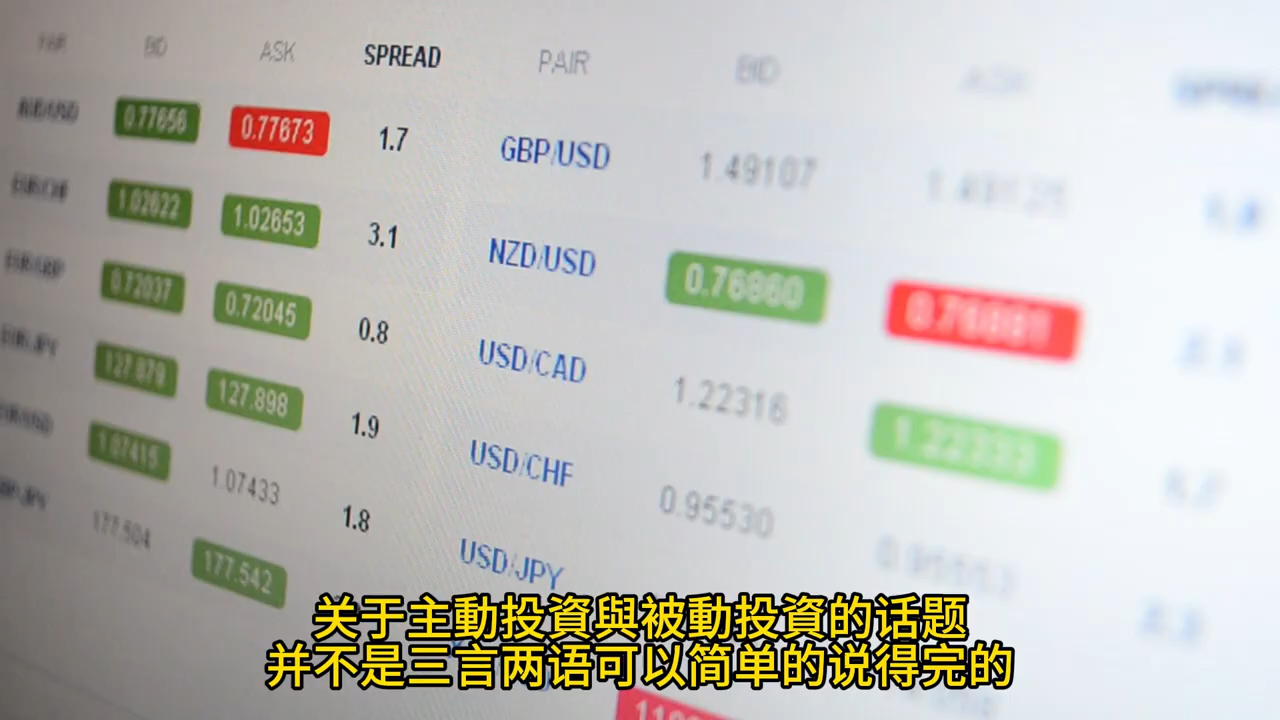 BID ASK SPREAD PAIR BID ASK
0.77656 0.77673 1.7 GBP/USD 1.49107
1.02622 1.02653 3.1 NZD/USD 0.76860
0.72037 0.72045 0.8 USD/CAD 1.22316
127.879 127.898 1.9 USD/CHF 0.95530
1.07415 1.07433 1.8 USD/JPY
177.504 177.542
关于主動投資與被動投資的话题
并不是三言两语可以简单的说得完的